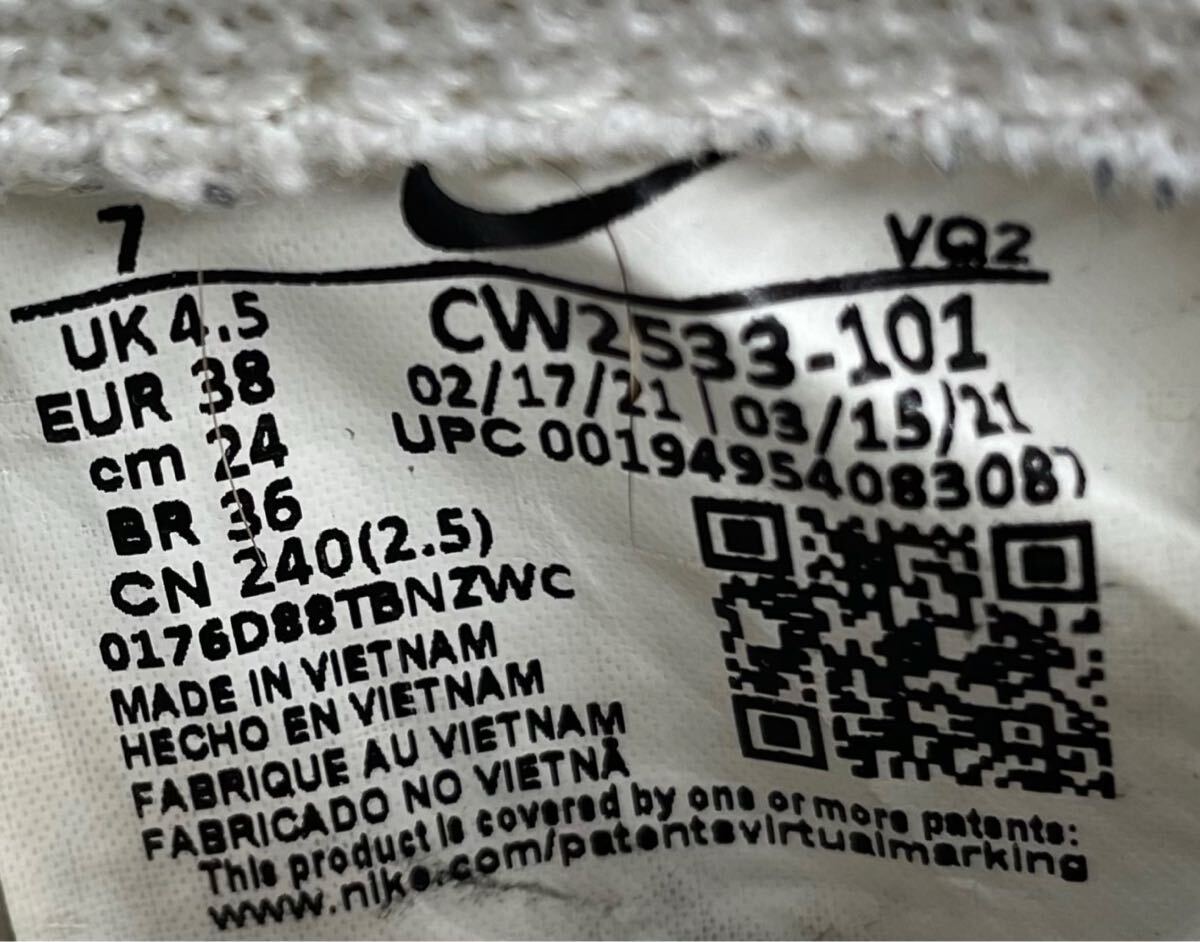 7
VQ2
UK 4.5
EUR 38
cm 24
BR 36
CN 240(2.5)
CW2533-101
02/17/21 | 03/15/21
UPC 00194954083087
0176D88TBNZWC
MADE IN VIETNAM
HECHO EN VIETNAM
FABRIQUE AU VIETNAM
FABRICADO NO VIETNÃ
This product is covered by one or more patents:
www.nike.com/patentsvirtualmarking